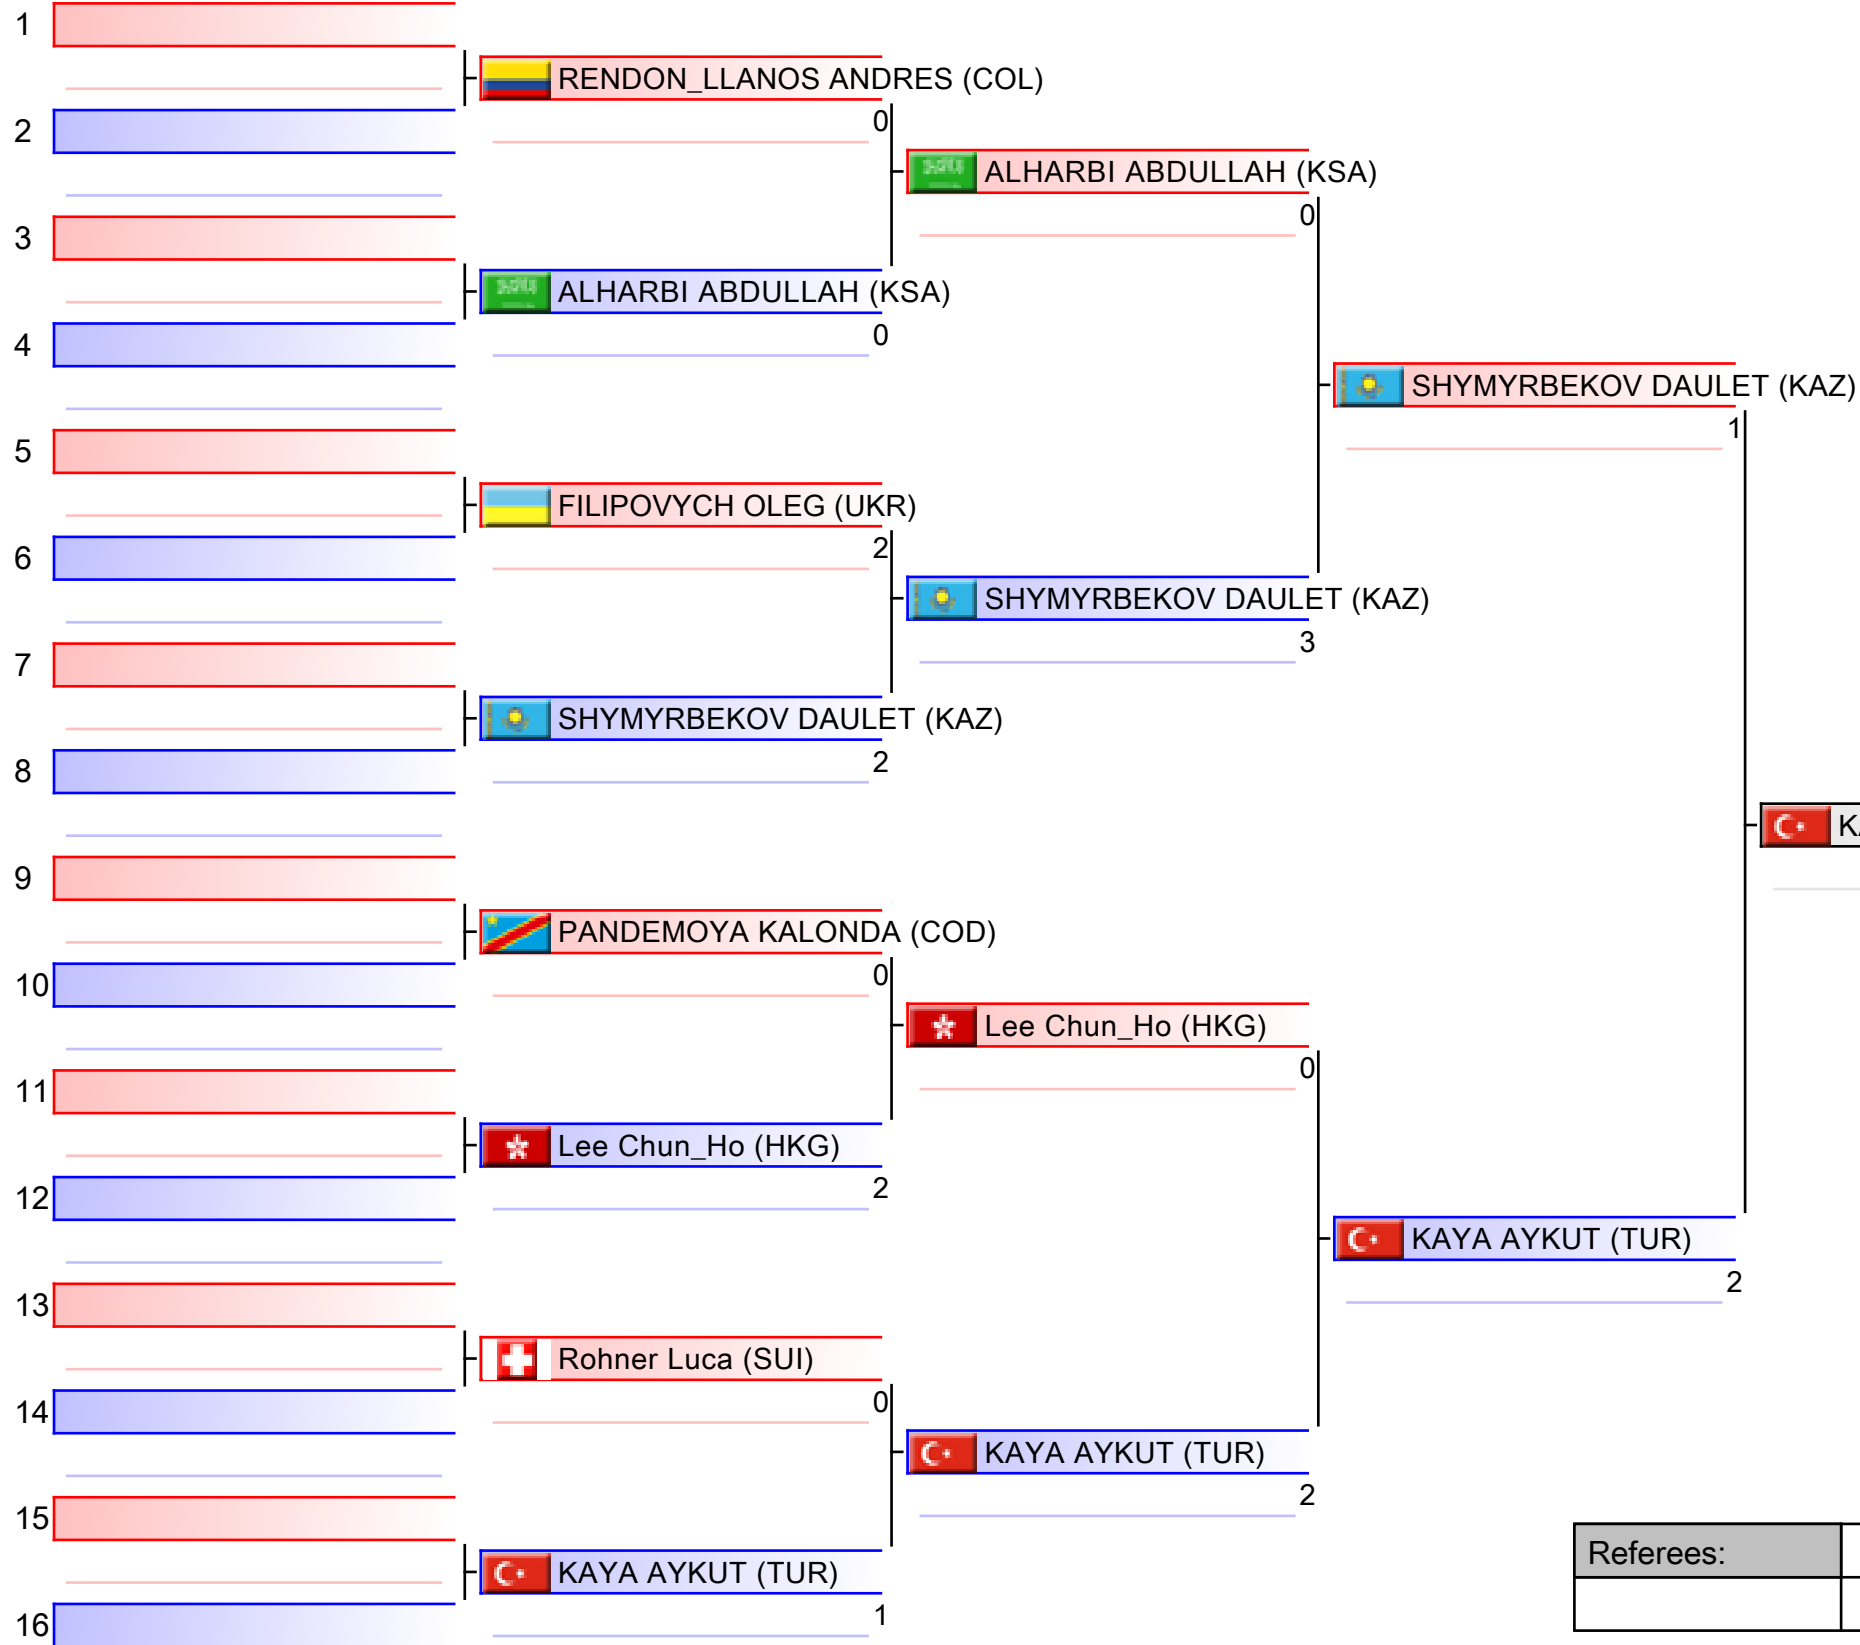 1
RENDON_LLANOS ANDRES (COL)
2
0
ALHARBI ABDULLAH (KSA)
3
0
ALHARBI ABDULLAH (KSA)
4
0
SHYMYRBEKOV DAULET (KAZ)
5
1
FILIPOVYCH OLEG (UKR)
6
2
SHYMYRBEKOV DAULET (KAZ)
7
3
SHYMYRBEKOV DAULET (KAZ)
8
2
KA
9
PANDEMOYA KALONDA (COD)
10
0
Lee Chun_Ho (HKG)
11
0
Lee Chun_Ho (HKG)
12
2
KAYA AYKUT (TUR)
13
2
Rohner Luca (SUI)
14
0
KAYA AYKUT (TUR)
15
2
Referees:
KAYA AYKUT (TUR)
16
1